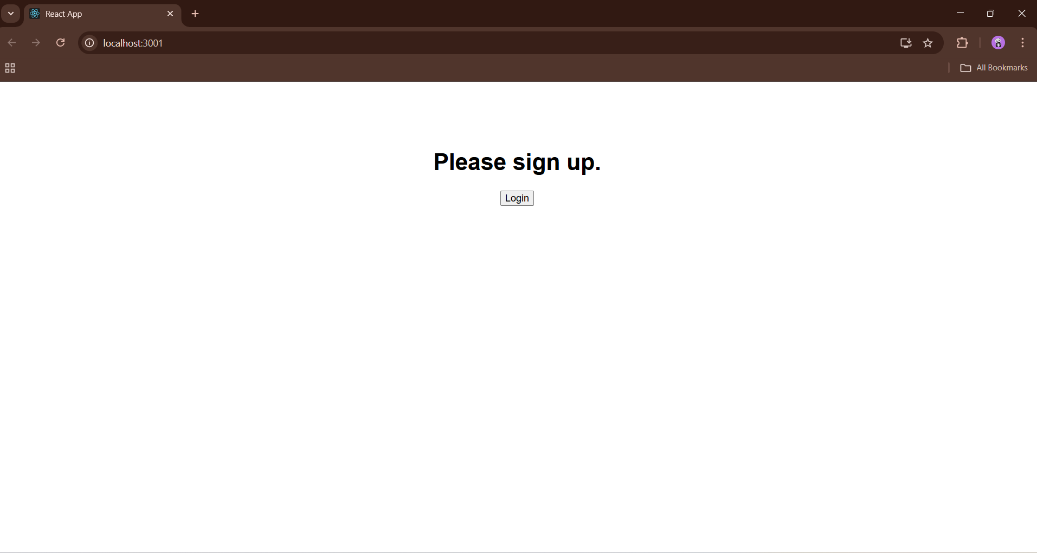 React App
localhost:3001
All Bookmarks
Please sign up.
Login